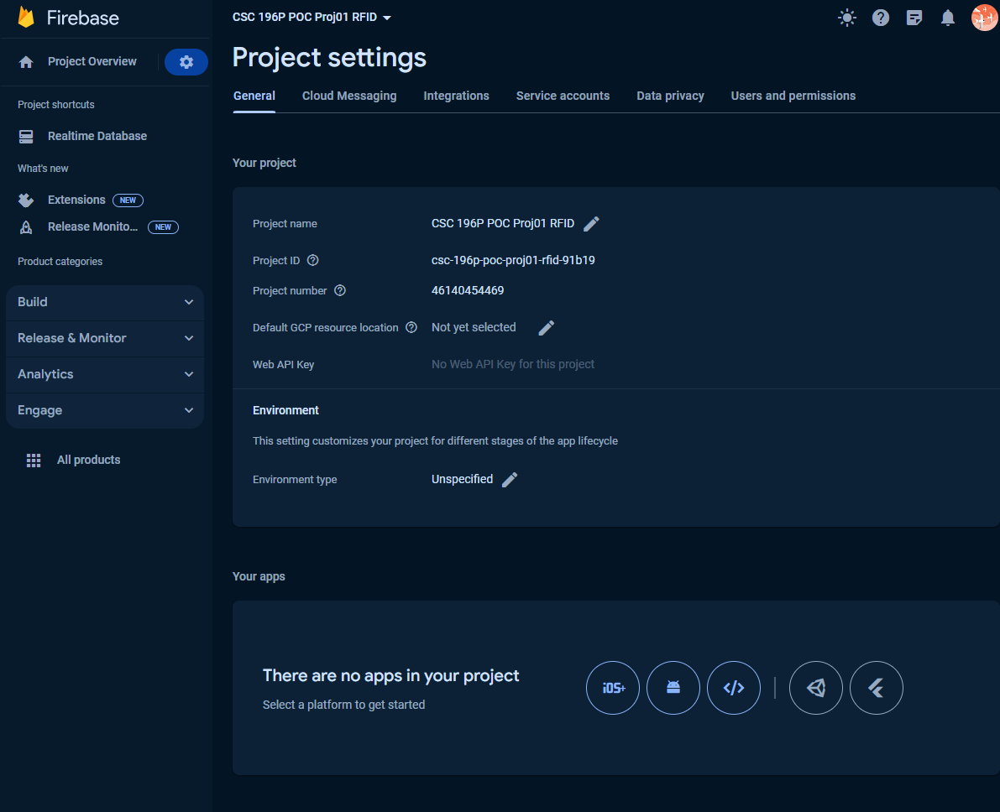 Firebase
CSC 196P POC Proj01 RFID
Project Overview
Project settings
General Cloud Messaging Integrations Service accounts Data privacy Users and permissions
Project shortcuts
Realtime Database
What's new
Extensions NEW
Release Monito... NEW
Product categories
Build
Release & Monitor
Analytics
Engage
All products
Your project
Project name CSC 196P POC Proj01 RFID
Project ID csc-196p-poc-proj01-rfid-91b19
Project number 46140454469
Default GCP resource location Not yet selected
Web API Key No Web API Key for this project
Environment
This setting customizes your project for different stages of the app lifecycle
Environment type Unspecified
Your apps
There are no apps in your project
Select a platform to get started
iOS+